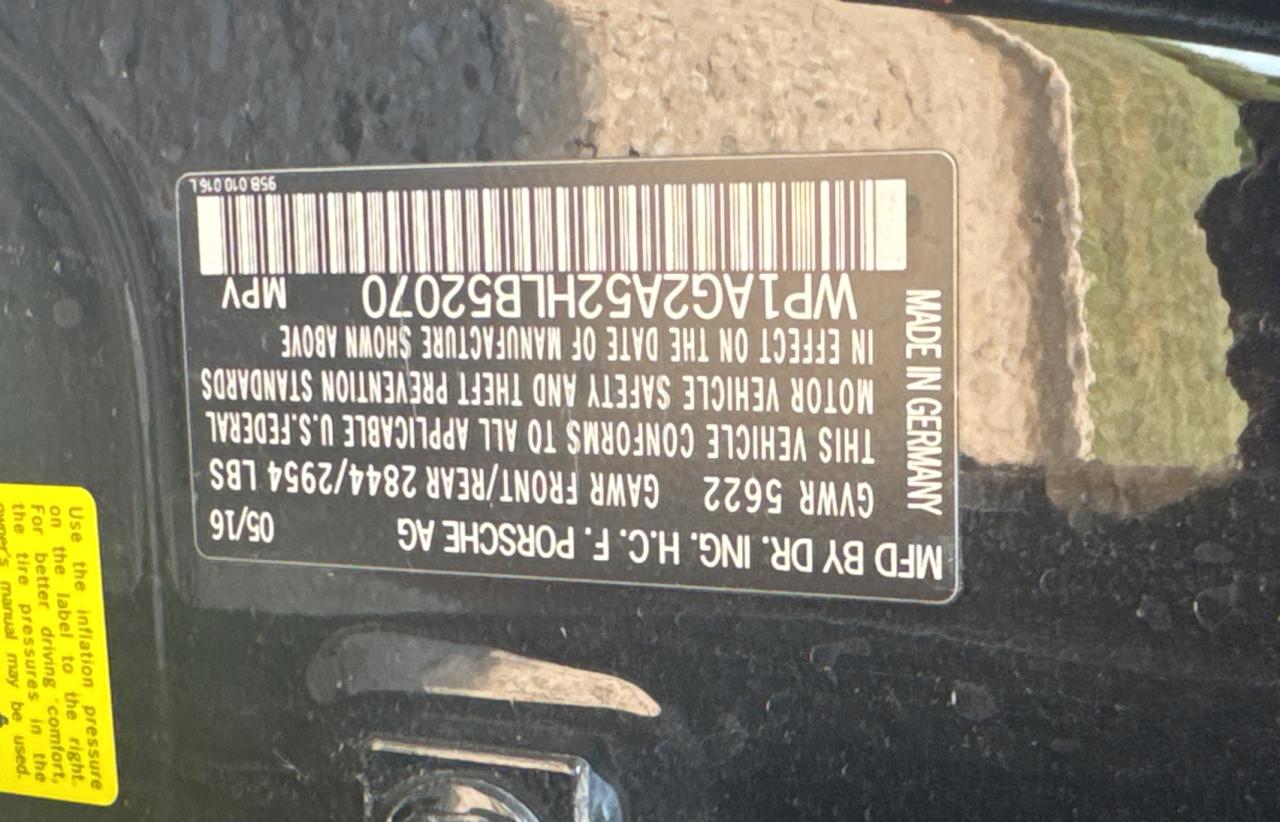 MFD BY DR. ING. H.C. F. PORSCHE AG 05/16
GVWR 5622 GAWR FRONT/REAR 2844/2954 LBS
THIS VEHICLE CONFORMS TO ALL APPLICABLE U.S.FEDERAL
MOTOR VEHICLE SAFETY AND THEFT PREVENTION STANDARDS
IN EFFECT ON THE DATE OF MANUFACTURE SHOWN ABOVE
WP1AG2A52HLB52070 MPV
95B 010 016 L
MADE IN GERMANY
Use the inflation pressure
on the label to the right.
For better driving comfort,
the tire pressures in the
owner's manual may be used.